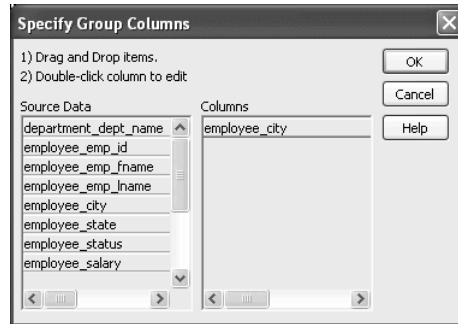 Specify Group Columns
1) Drag and Drop items.
2) Double-click column to edit
OK
Cancel
Help
Source Data
department_dept_name
employee_emp_id
employee_emp_fname
employee_emp_lname
employee_city
employee_state
employee_status
employee_salary
Columns
employee_city